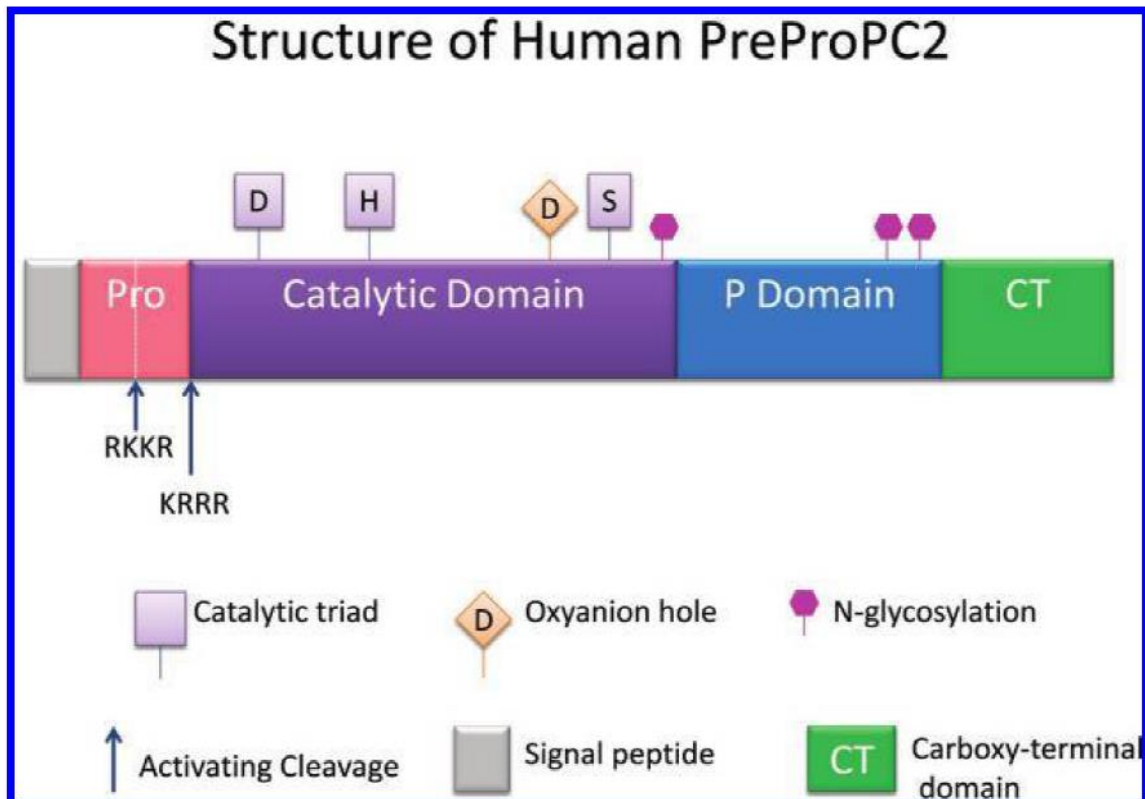 Structure of Human PreProPC2
D H D S
Pro Catalytic Domain P Domain CT
RKKR
KRRR
Catalytic triad D Oxyanion hole N-glycosylation
Activating Cleavage Signal peptide CT Carboxy-terminal
domain